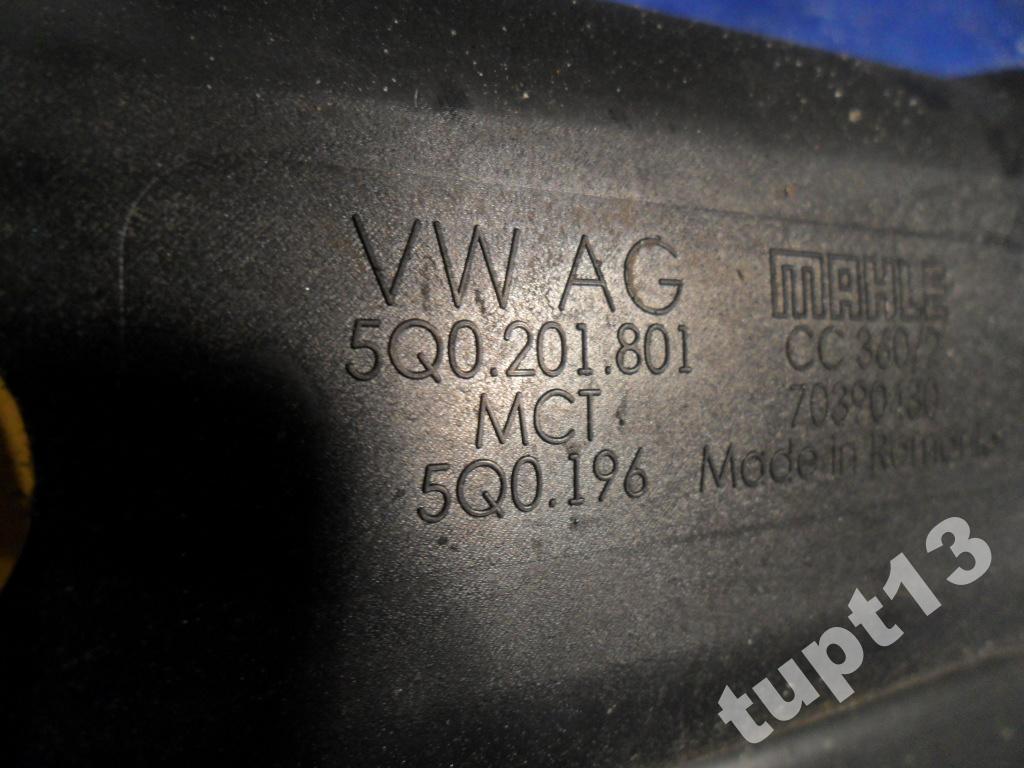 VW AG
5Q0.201.801
MCT
5Q0.196
MAHLE
CC 360/2
Made in
tupt13